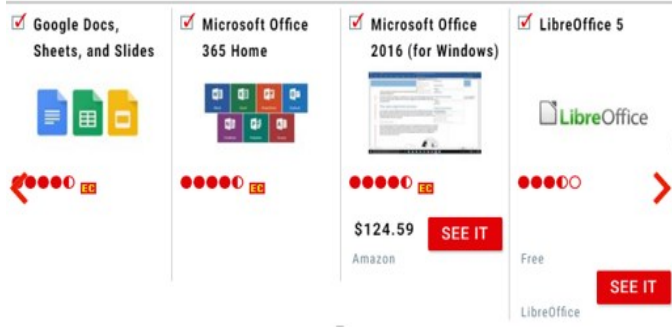 Google Docs,
Sheets, and Slides
Microsoft Office
365 Home
Microsoft Office
2016 (for Windows)
LibreOffice 5
LibreOffice
EC
EC
EC
$124.59
SEE IT
Amazon
Free
SEE IT
LibreOffice